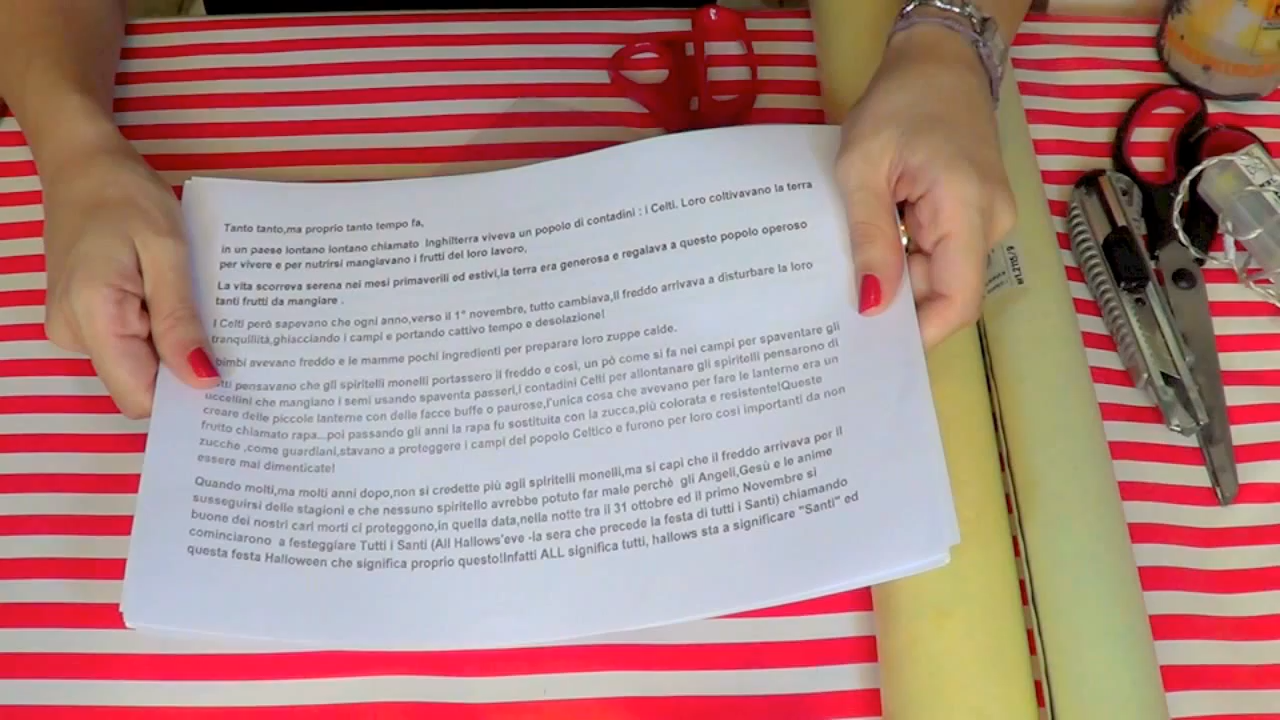 Tanto tanto,ma proprio tanto tempo fa,
in un paese lontano lontano chiamato Inghilterra viveva un popolo di contadini : i Celti. Loro coltivavano la terra
per vivere e per nutrirsi mangiavano i frutti del loro lavoro,
La vita scorreva serena nei mesi primaverili ed estivi,la terra era generosa e regalava a questo popolo operoso
tanti frutti da mangiare .
I Celti però sapevano che ogni anno,verso il 1° novembre, tutto cambiava,il freddo arrivava a disturbare la loro
tranquillità,ghiacciando i campi e portando cattivo tempo e desolazione!
bimbi avevano freddo e le mamme pochi ingredienti per preparare loro zuppe calde.
pensavano che gli spiritelli monelli portassero il freddo e così, un pò come si fa nei campi per spaventare gli
uccellini che mangiano i semi usando spaventa passeri,i contadini Celti per allontanare gli spiritelli pensarono di
creare delle piccole lanterne con delle facce buffe o paurose,l'unica cosa che avevano per fare le lanterne era un
frutto chiamato rapa...poi passando gli anni la rapa fu sostituita con la zucca,più colorata e resistente!Queste
zucche ,come guardiani,stavano a proteggere i campi del popolo Celtico e furono per loro così importanti da non
essere mai dimenticate!
Quando molti,ma molti anni dopo,non si credette più agli spiritelli monelli,ma si capì che il freddo arrivava per il
susseguirsi delle stagioni e che nessuno spiritello avrebbe potuto far male perchè gli Angeli,Gesù e le anime
buone dei nostri cari morti ci proteggono,in quella data,nella notte tra il 31 ottobre ed il primo Novembre si
cominciarono a festeggiare Tutti i Santi (All Hallows'eve -la sera che precede la festa di tutti i Santi) chiamando
questa festa Halloween che significa proprio questo!Infatti ALL significa tutti, hallows sta a significare "Santi" ed